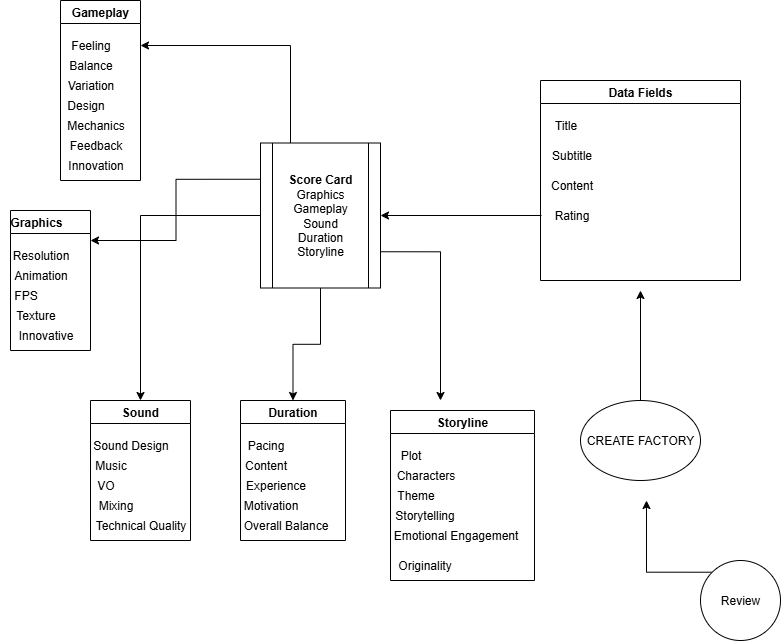 Gameplay
Feeling
Balance
Variation
Design
Mechanics
Feedback
Innovation
Data Fields
Title
Subtitle
Content
Rating
Score Card
Graphics
Gameplay
Sound
Duration
Storyline
Graphics
Resolution
Animation
FPS
Texture
Innovative
Sound
Sound Design
Music
VO
Mixing
Technical Quality
Duration
Pacing
Content
Experience
Motivation
Overall Balance
Storyline
Plot
Characters
Theme
Storytelling
Emotional Engagement
Originality
CREATE FACTORY
Review